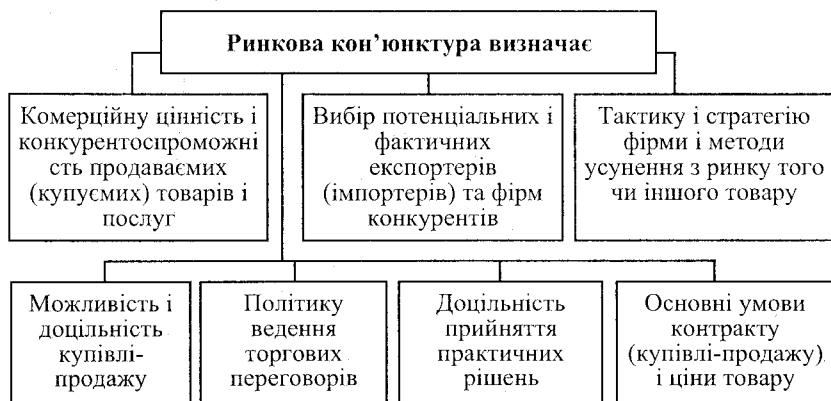 Ринкова кон’юнктура визначає
Комерційну цінність і
конкурентоспроможні
сть продаваємих
(купуємих) товарів і
послуг
Вибір потенціальних і
фактичних
експортерів
(імпортерів) та фірм
конкурентів
Тактику і стратегію
фірми і методи
усунення з ринку того
чи іншого товару
Можливість і
доцільність
купівлі-
продажу
Політику
ведення
торгових
переговорів
Доцільність
прийняття
практичних
рішень
Основні умови
контракту
(купівлі-продажу)
і ціни товару